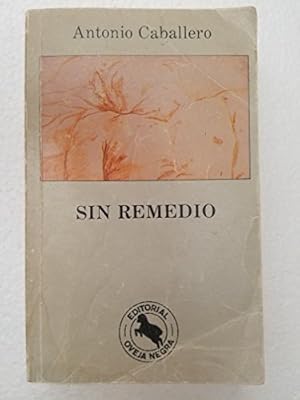 Antonio Caballero
SIN REMEDIO
EDITORIAL
OVEJA NEGRA